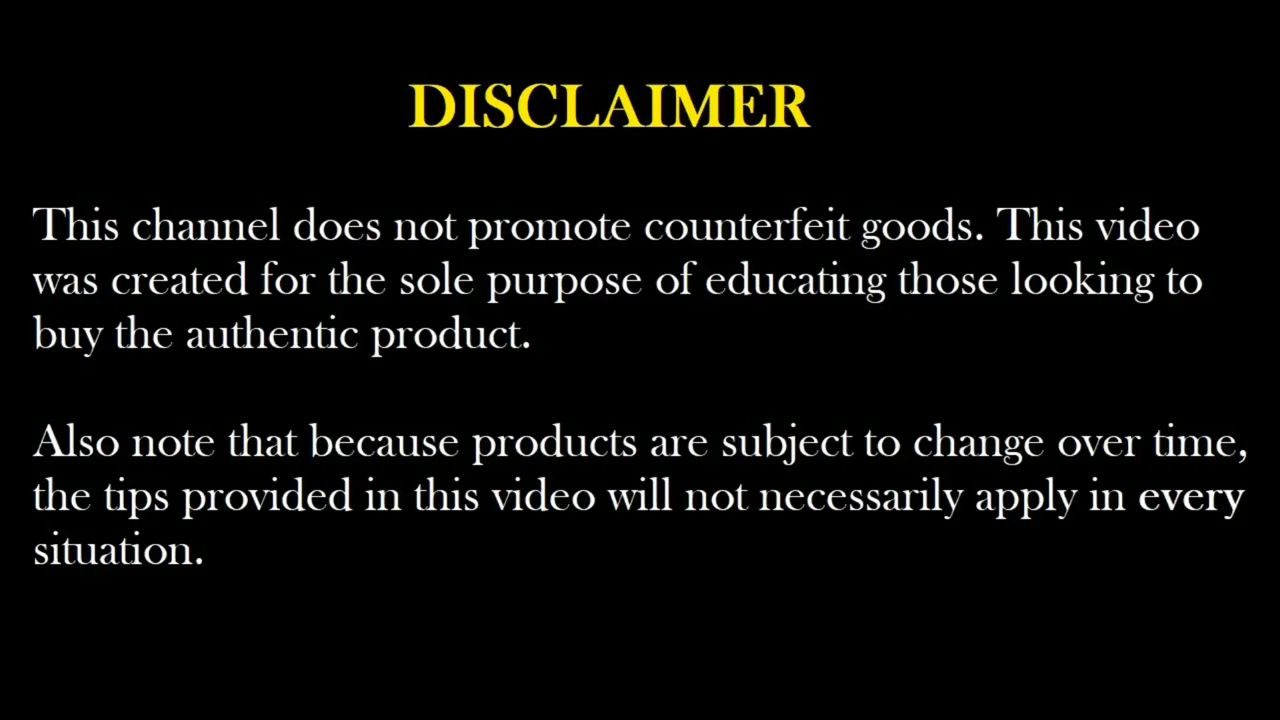 DISCLAIMER
This channel does not promote counterfeit goods. This video
was created for the sole purpose of educating those looking to
buy the authentic product.
Also note that because products are subject to change over time,
the tips provided in this video will not necessarily apply in every
situation.